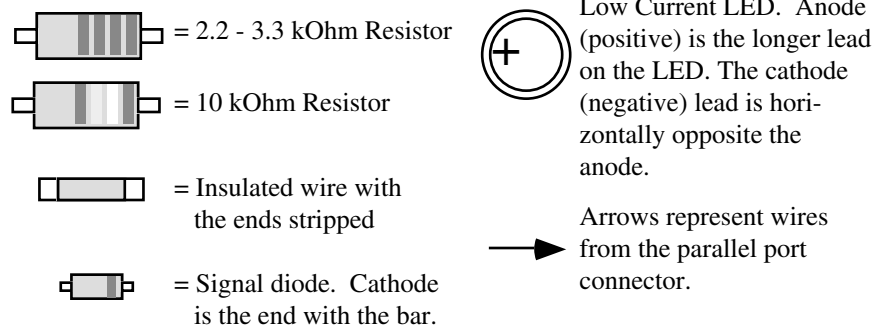 = 2.2 - 3.3 kOhm Resistor
= 10 kOhm Resistor
= Insulated wire with
the ends stripped
= Signal diode. Cathode
is the end with the bar.
+
Low Current LED. Anode
(positive) is the longer lead
on the LED. The cathode
(negative) lead is hori-
zontally opposite the
anode.
Arrows represent wires
from the parallel port
connector.